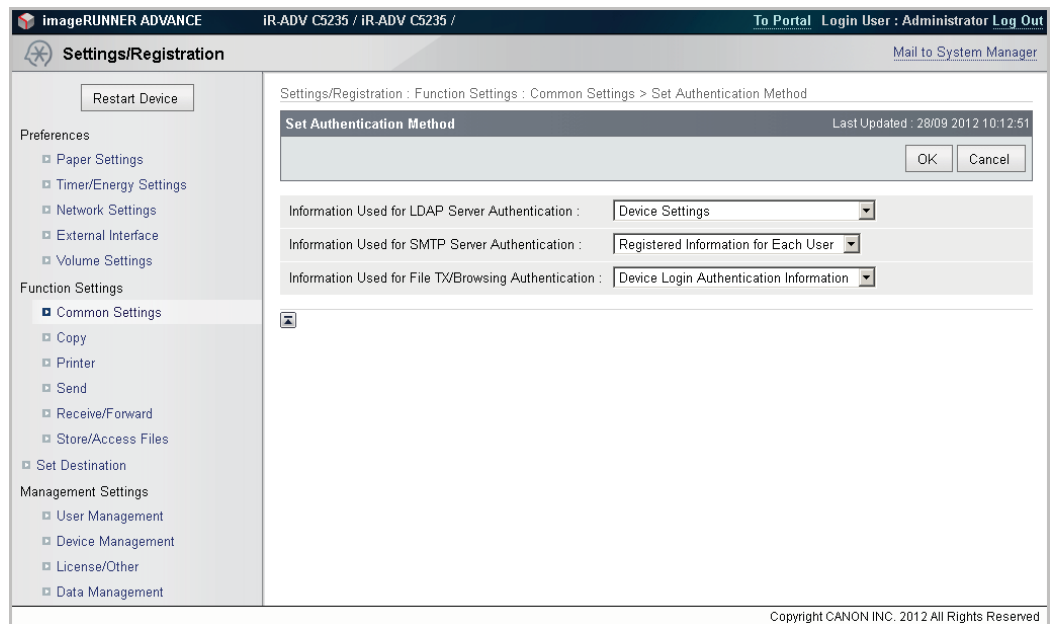 imageRUNNER ADVANCE iR-ADV C5235 / iR-ADV C5235 / To Portal Login User : Administrator Log Out
Settings/Registration Mail to System Manager
Restart Device
Preferences
Paper Settings
Timer/Energy Settings
Network Settings
External Interface
Volume Settings
Function Settings
Common Settings
Copy
Printer
Send
Receive/Forward
Store/Access Files
Set Destination
Management Settings
User Management
Device Management
License/Other
Data Management
Settings/Registration : Function Settings : Common Settings > Set Authentication Method
Set Authentication Method Last Updated : 28/09 2012 10:12:51
OK Cancel
Information Used for LDAP Server Authentication : Device Settings
Information Used for SMTP Server Authentication : Registered Information for Each User
Information Used for File TX/Browsing Authentication : Device Login Authentication Information
Copyright CANON INC. 2012 All Rights Reserved